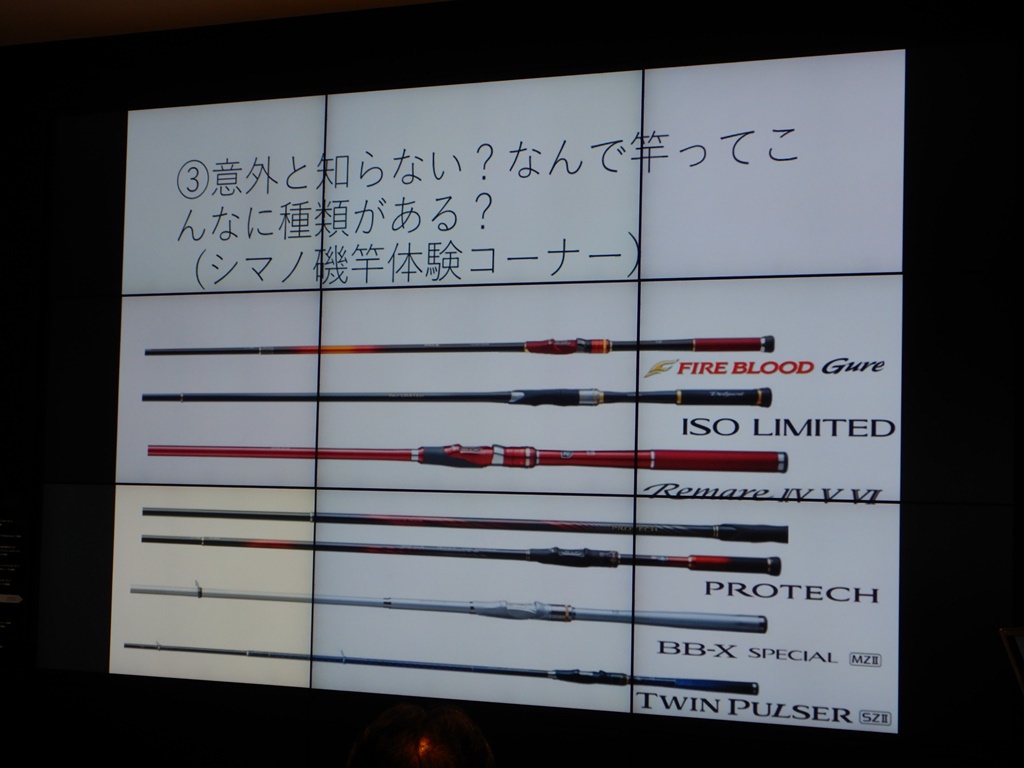 ③意外と知らない？なんで竿ってこ
んなに種類がある？
（シマノ磯竿体験コーナー）
FIRE BLOOD Gure
ISO LIMITED
Remare IV V VI
PROTECH
BB-X SPECIAL MZII
TWIN PULSER SZII